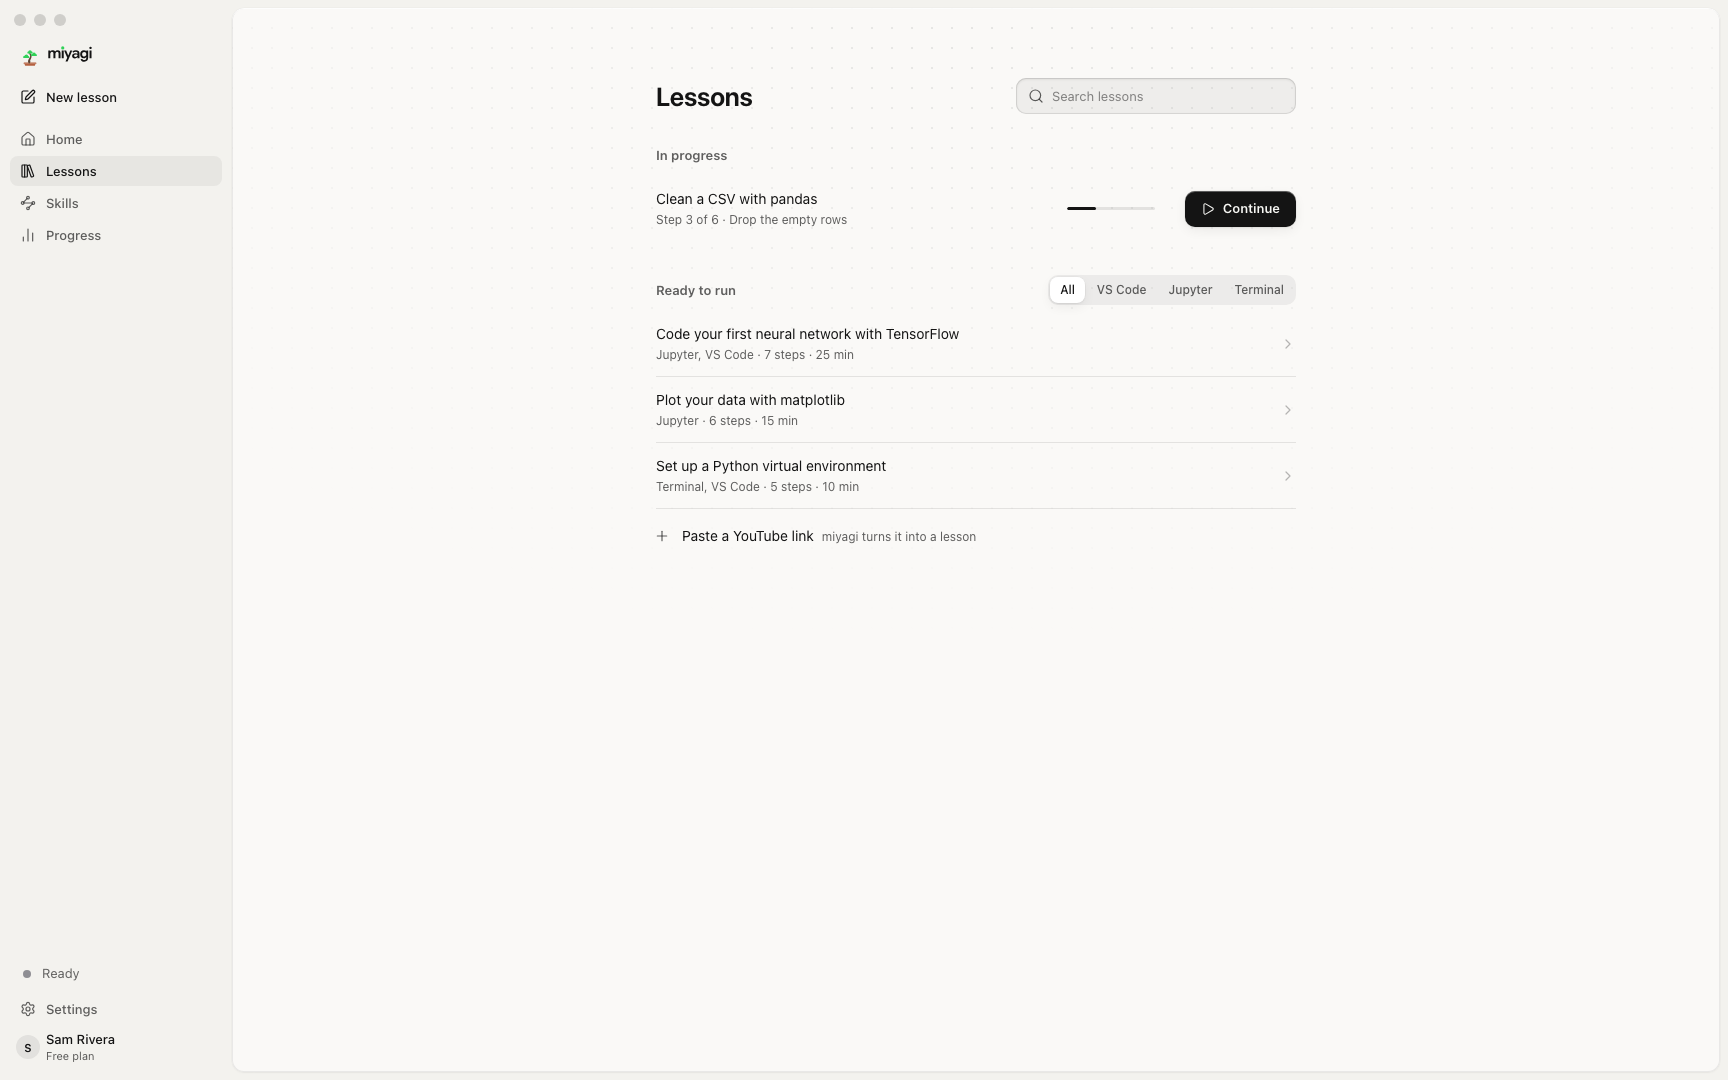 miyagi
New lesson
Home
Lessons
Skills
Progress
Ready
Settings
S
Sam Rivera
Free plan
Lessons
Search lessons
In progress
Clean a CSV with pandas
Step 3 of 6 · Drop the empty rows
Continue
Ready to run
All VS Code Jupyter Terminal
Code your first neural network with TensorFlow
Jupyter, VS Code · 7 steps · 25 min
Plot your data with matplotlib
Jupyter · 6 steps · 15 min
Set up a Python virtual environment
Terminal, VS Code · 5 steps · 10 min
Paste a YouTube link miyagi turns it into a lesson